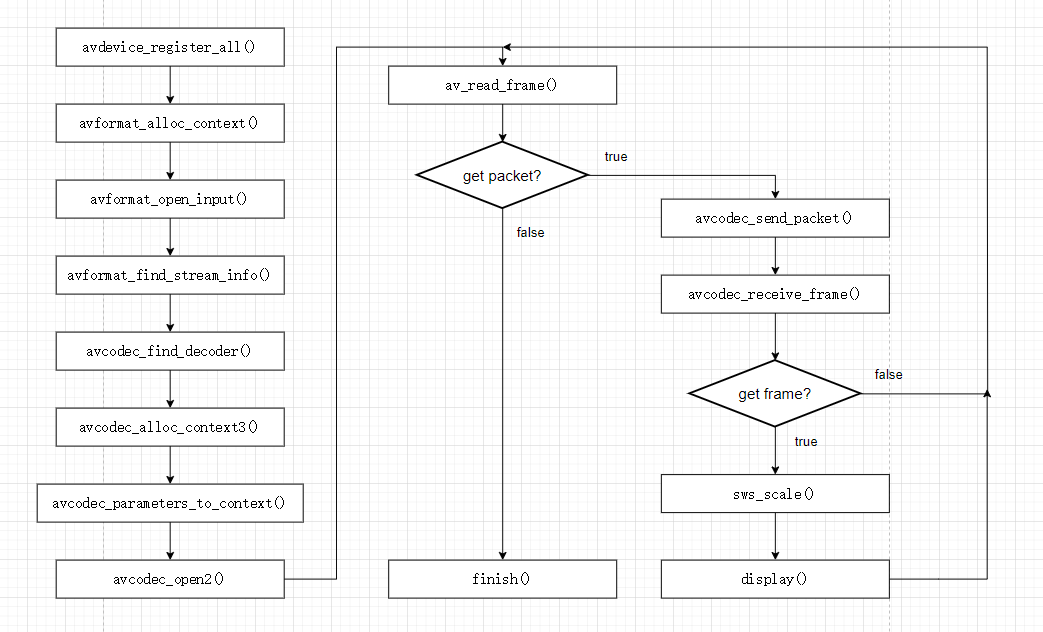 avdevice_register_all()
avformat_alloc_context()
avformat_open_input()
avformat_find_stream_info()
avcodec_find_decoder()
avcodec_alloc_context3()
avcodec_parameters_to_context()
avcodec_open2()
av_read_frame()
get packet?
true
false
finish()
avcodec_send_packet()
avcodec_receive_frame()
get frame?
false
true
sws_scale()
display()